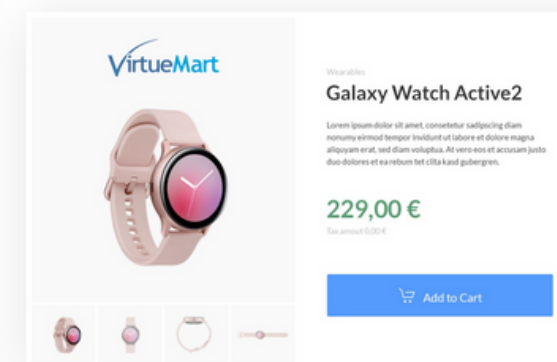 VirtueMart
Wearables
Galaxy Watch Active2
Lorem ipsum dolor sit amet, consetetur sadipscing diam
nonumy eirmod tempor invidunt ut labore et dolore magna
aliquyam erat, sed diam voluptua. At vero eos et accusam justo
duo dolores et ea rebum tet clita kasd gubergren.
229,00 €
Tax amout 0,00 €
Add to Cart